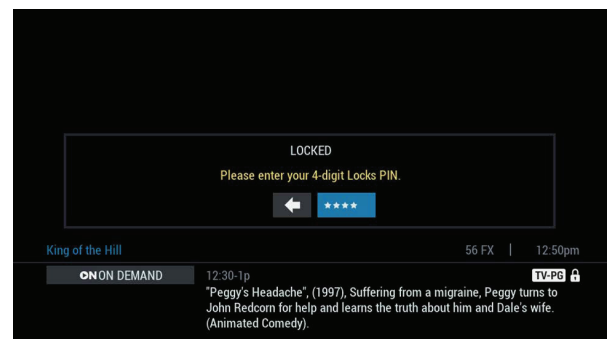 LOCKED
Please enter your 4-digit Locks PIN.
****
King of the Hill 56 FX | 12:50pm
ON ON DEMAND 12:30-1p TV-PG
"Peggy's Headache", (1997), Suffering from a migraine, Peggy turns to
John Redcorn for help and learns the truth about him and Dale's wife.
(Animated Comedy).